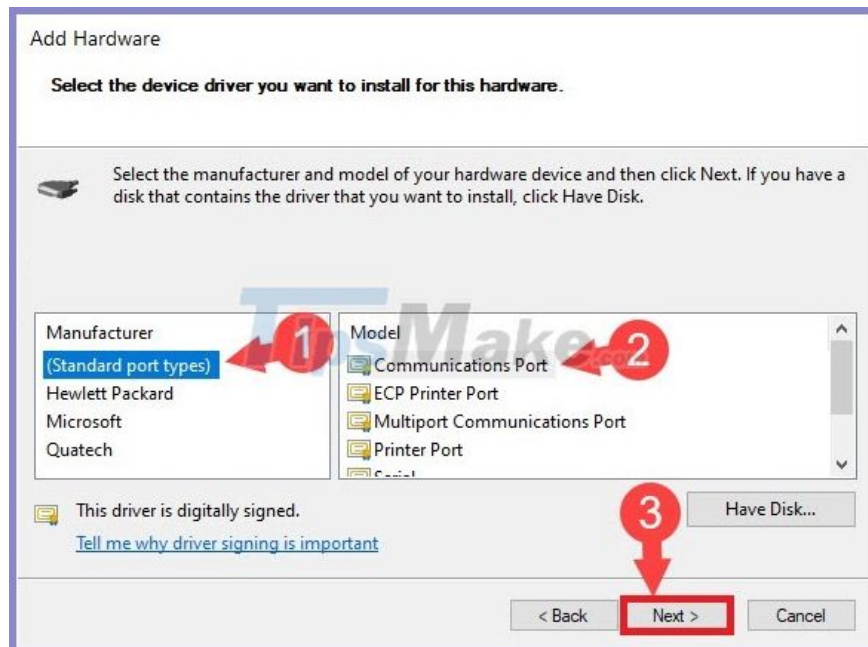 Add Hardware
Select the device driver you want to install for this hardware.
Select the manufacturer and model of your hardware device and then click Next. If you have a
disk that contains the driver that you want to install, click Have Disk.
TipsMake.com
Manufacturer
(Standard port types)
Hewlett Packard
Microsoft
Quatech
1
Model
Communications Port
ECP Printer Port
Multiport Communications Port
Printer Port
2
This driver is digitally signed.
Tell me why driver signing is important
3
Have Disk...
< Back
Next >
Cancel